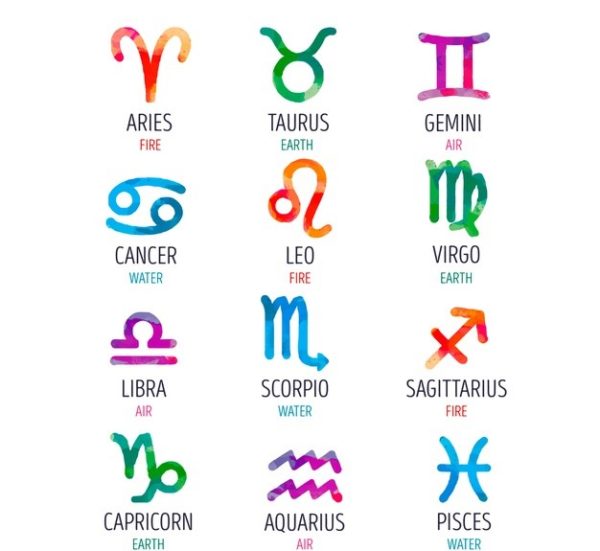 ARIES
FIRE
TAURUS
EARTH
GEMINI
AIR
CANCER
WATER
LEO
FIRE
VIRGO
EARTH
LIBRA
AIR
SCORPIO
WATER
SAGITTARIUS
FIRE
CAPRICORN
EARTH
AQUARIUS
AIR
PISCES
WATER